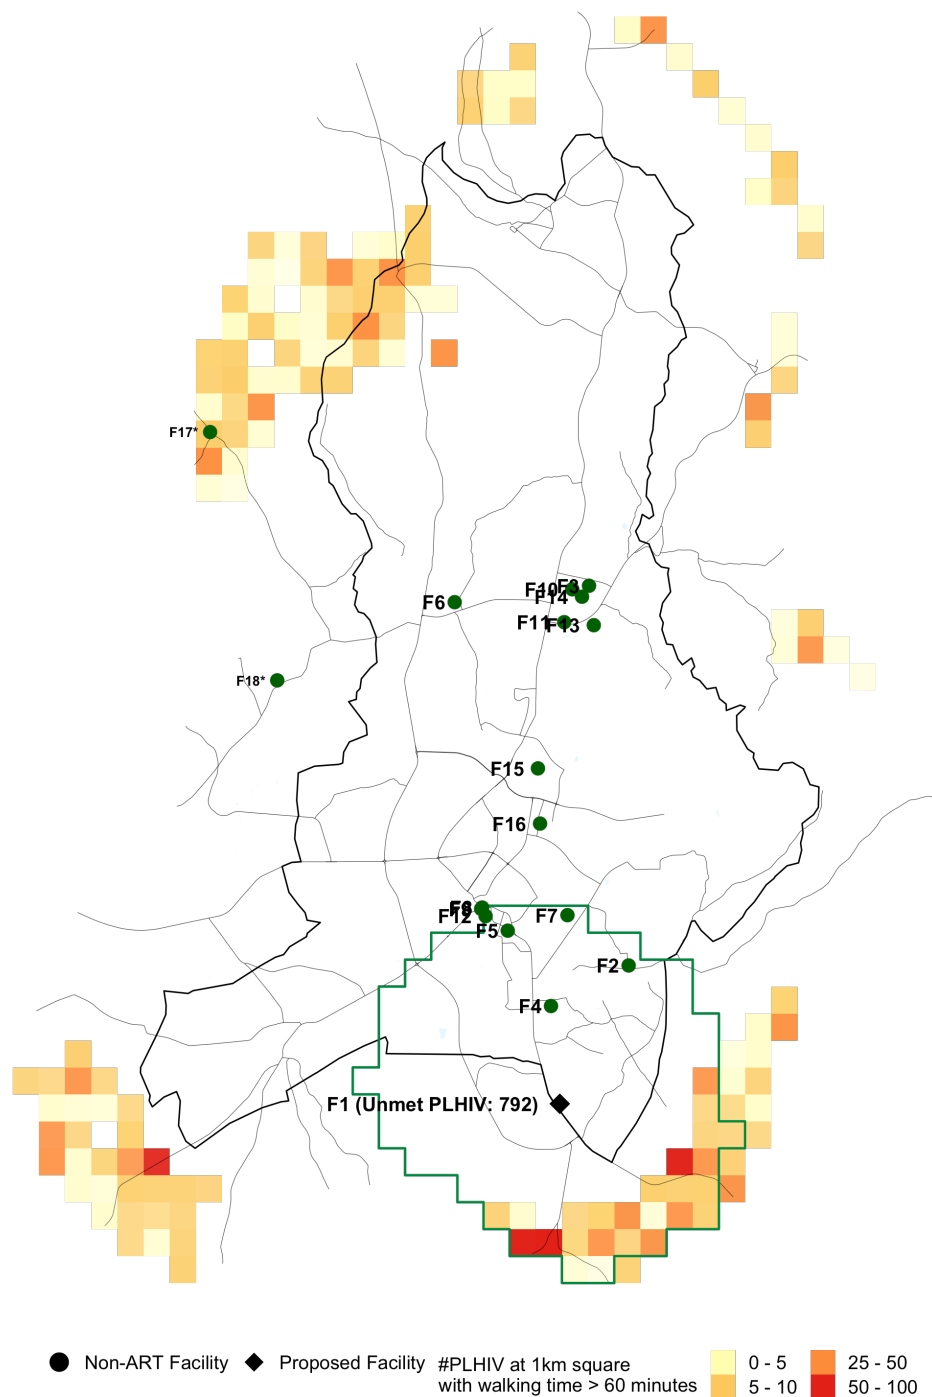 F17*
F10 F3
F14
F6
F11 F13
F18*
F15
F16
F8
F12
F7
F5
F2
F4
F1 (Unmet PLHIV: 792)
Non-ART Facility
Proposed Facility
#PLHIV at 1km square
with walking time > 60 minutes
0 - 5
25 - 50
5 - 10
50 - 100